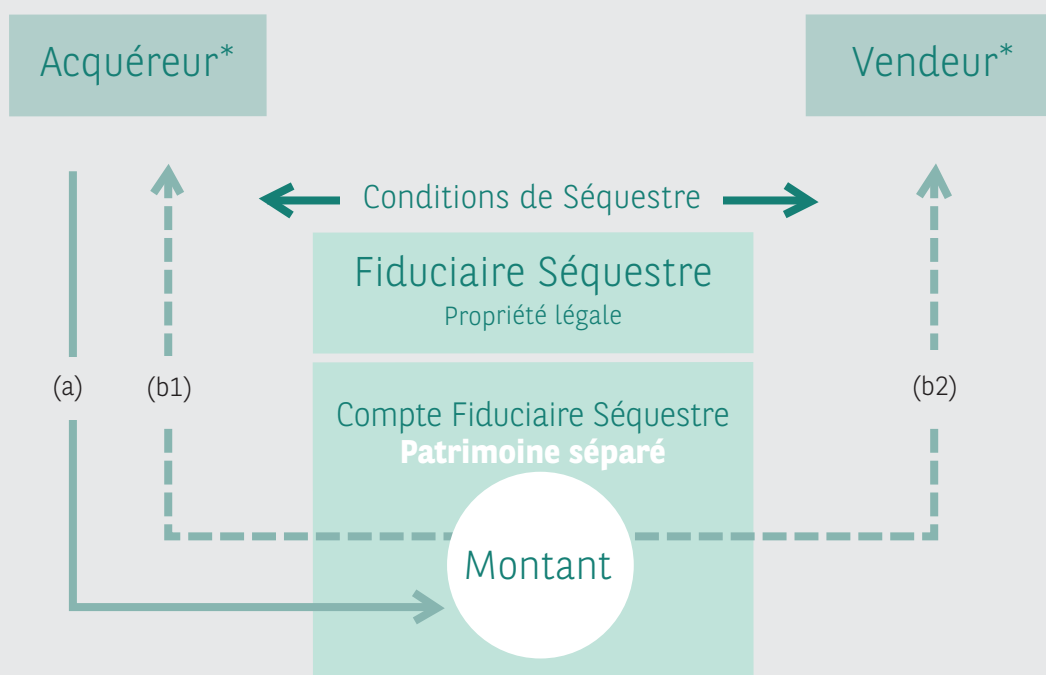 Acquéreur*
Vendeur*
Conditions de Séquestre
Fiduciaire Séquestre
Propriété légale
(a)
(b1)
(b2)
Compte Fiduciaire Séquestre
Patrimoine séparé
Montant